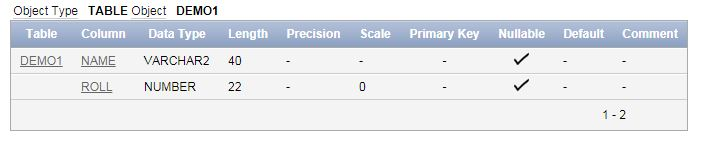 Object Type TABLE Object DEMO1
Table Column Data Type Length Precision Scale Primary Key Nullable Default Comment
DEMO1 NAME VARCHAR2 40 - - - ✓ - -
ROLL NUMBER 22 - 0 - ✓ - -
1 - 2